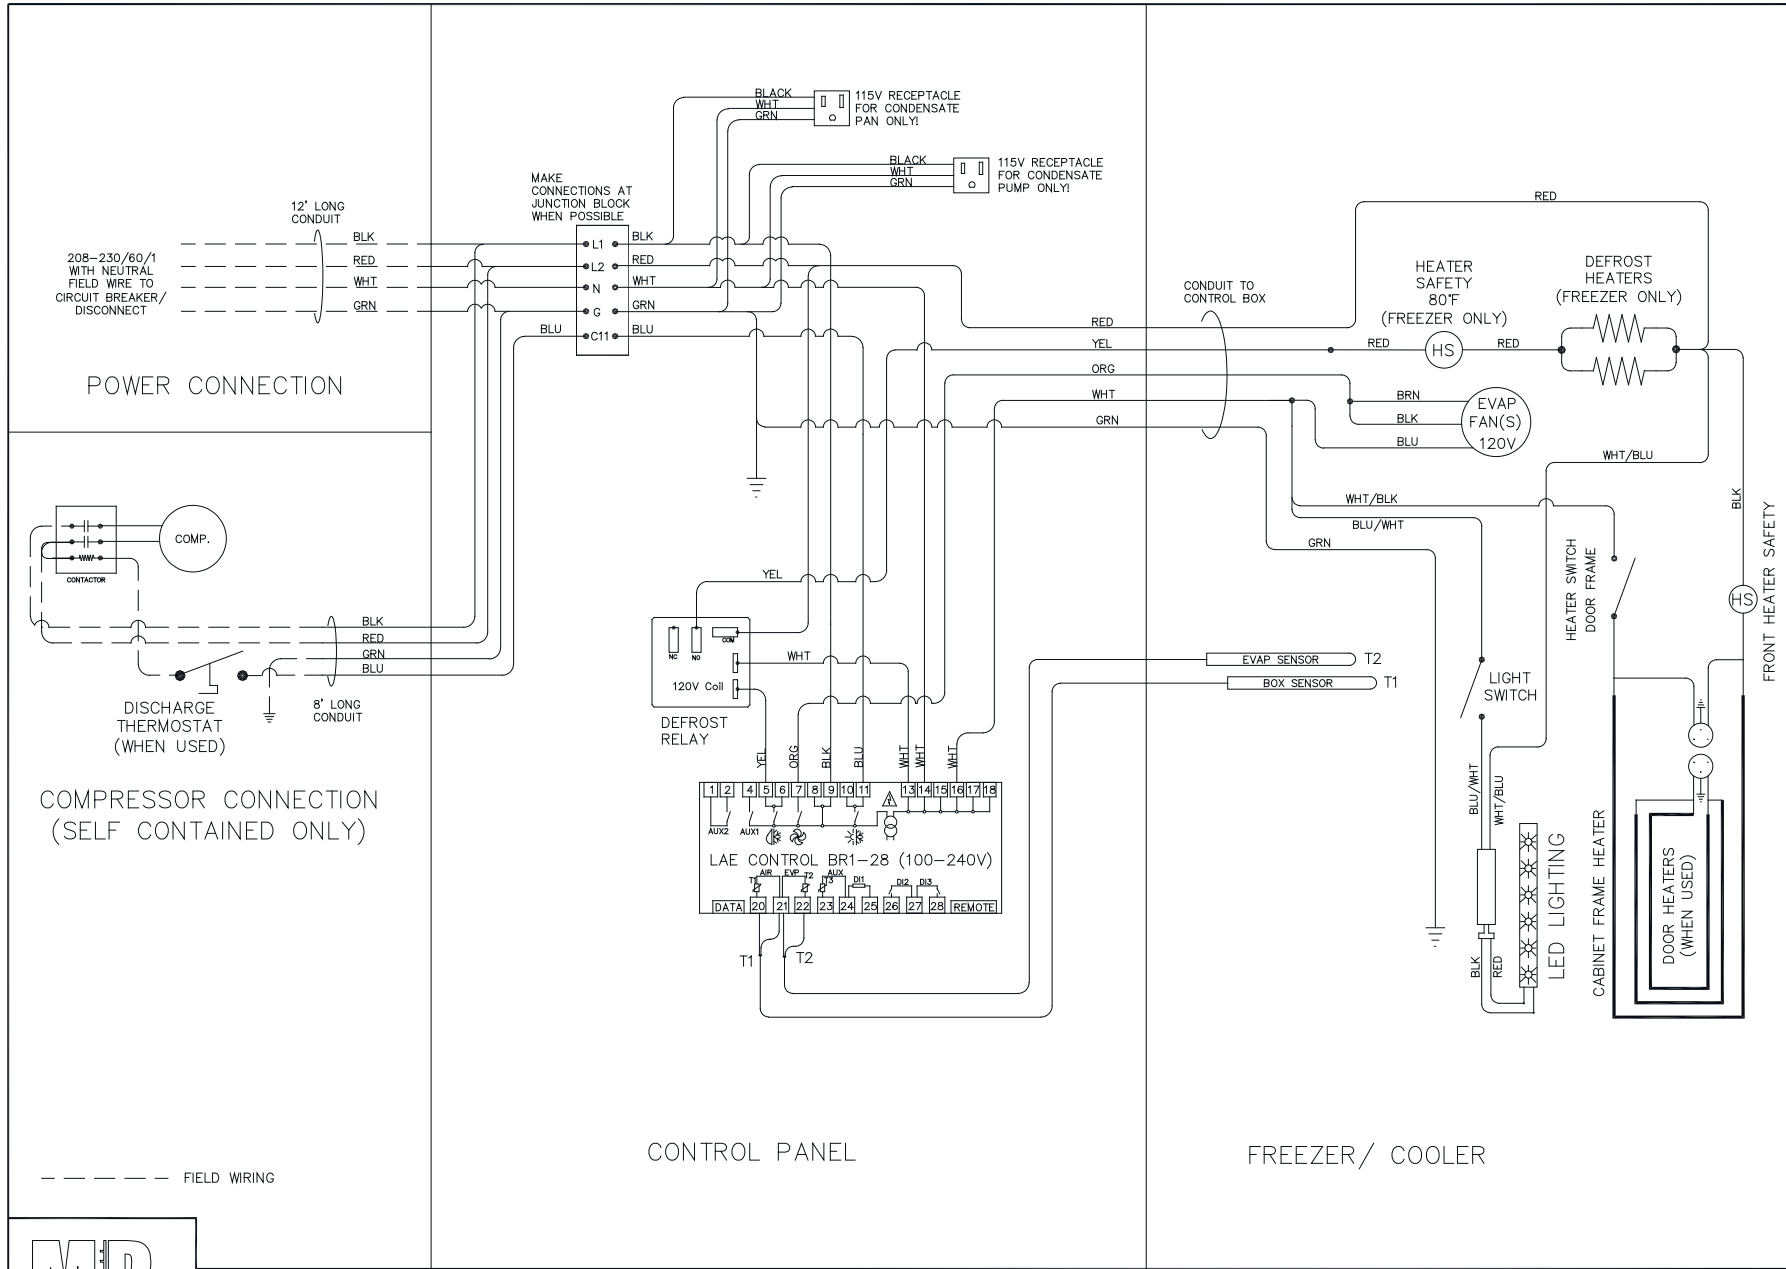 BLACK
WHT
GRN
115V RECEPTACLE
FOR CONDENSATE
PAN ONLY!
BLACK
WHT
GRN
115V RECEPTACLE
FOR CONDENSATE
PUMP ONLY!
MAKE
CONNECTIONS AT
JUNCTION BLOCK
WHEN POSSIBLE
12' LONG
CONDUIT
208-230/60/1
WITH NEUTRAL
FIELD WIRE TO
CIRCUIT BREAKER/
DISCONNECT
BLK
RED
WHT
GRN
BLU
L1
L2
N
G
C11
BLK
RED
WHT
GRN
BLU
POWER CONNECTION
RED
CONDUIT TO
CONTROL BOX
HEATER
SAFETY
80°F
(FREEZER ONLY)
DEFROST
HEATERS
(FREEZER ONLY)
RED
YEL
ORG
WHT
GRN
RED
HS
RED
BRN
BLK
BLU
EVAP
FAN(S)
120V
WHT/BLU
WHT/BLK
BLU/WHT
GRN
BLK
FRONT HEATER SAFETY
HS
HEATER SWITCH
DOOR FRAME
COMP.
CONTACTOR
BLK
RED
GRN
BLU
8' LONG
CONDUIT
DISCHARGE
THERMOSTAT
(WHEN USED)
COMPRESSOR CONNECTION
(SELF CONTAINED ONLY)
YEL
NC
NO
COM
WHT
120V Coil
DEFROST
RELAY
EVAP SENSOR
T2
BOX SENSOR
T1
LIGHT
SWITCH
YEL
ORG
BLK
BLU
WHT
WHT
WHT
1 2 4 5 6 7 8 9 10 11 13 14 15 16 17 18
AUX2
AUX1
LAE CONTROL BR1-28 (100-240V)
T1
AIR
EVP
T2
T3
AUX
DI1
DI2
DI3
DATA 20 21 22 23 24 25 26 27 28 REMOTE
T1
T2
BLU/WHT
WHT/BLU
BLK
RED
LED LIGHTING
CABINET FRAME HEATER
DOOR HEATERS
(WHEN USED)
CONTROL PANEL
FREEZER/ COOLER
FIELD WIRING